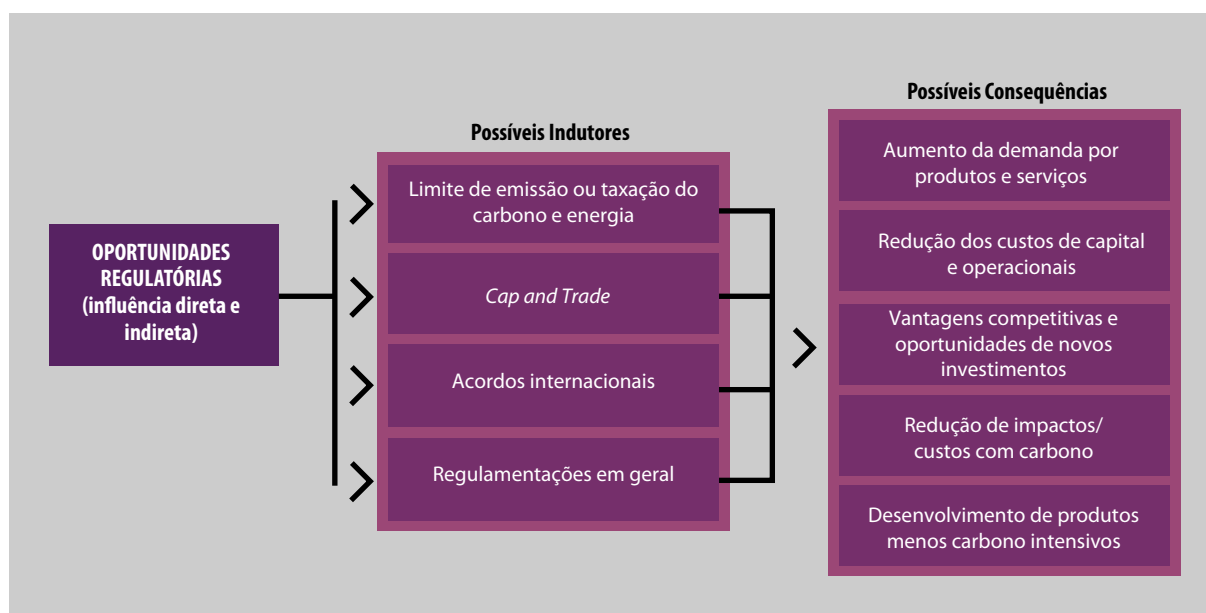 OPORTUNIDADES
REGULATÓRIAS
(influência direta e
indireta)
Possíveis Indutores
Limite de emissão ou taxação do
carbono e energia
Cap and Trade
Acordos internacionais
Regulamentações em geral
Possíveis Consequências
Aumento da demanda por
produtos e serviços
Redução dos custos de capital
e operacionais
Vantagens competitivas e
oportunidades de novos
investimentos
Redução de impactos/
custos com carbono
Desenvolvimento de produtos
menos carbono intensivos